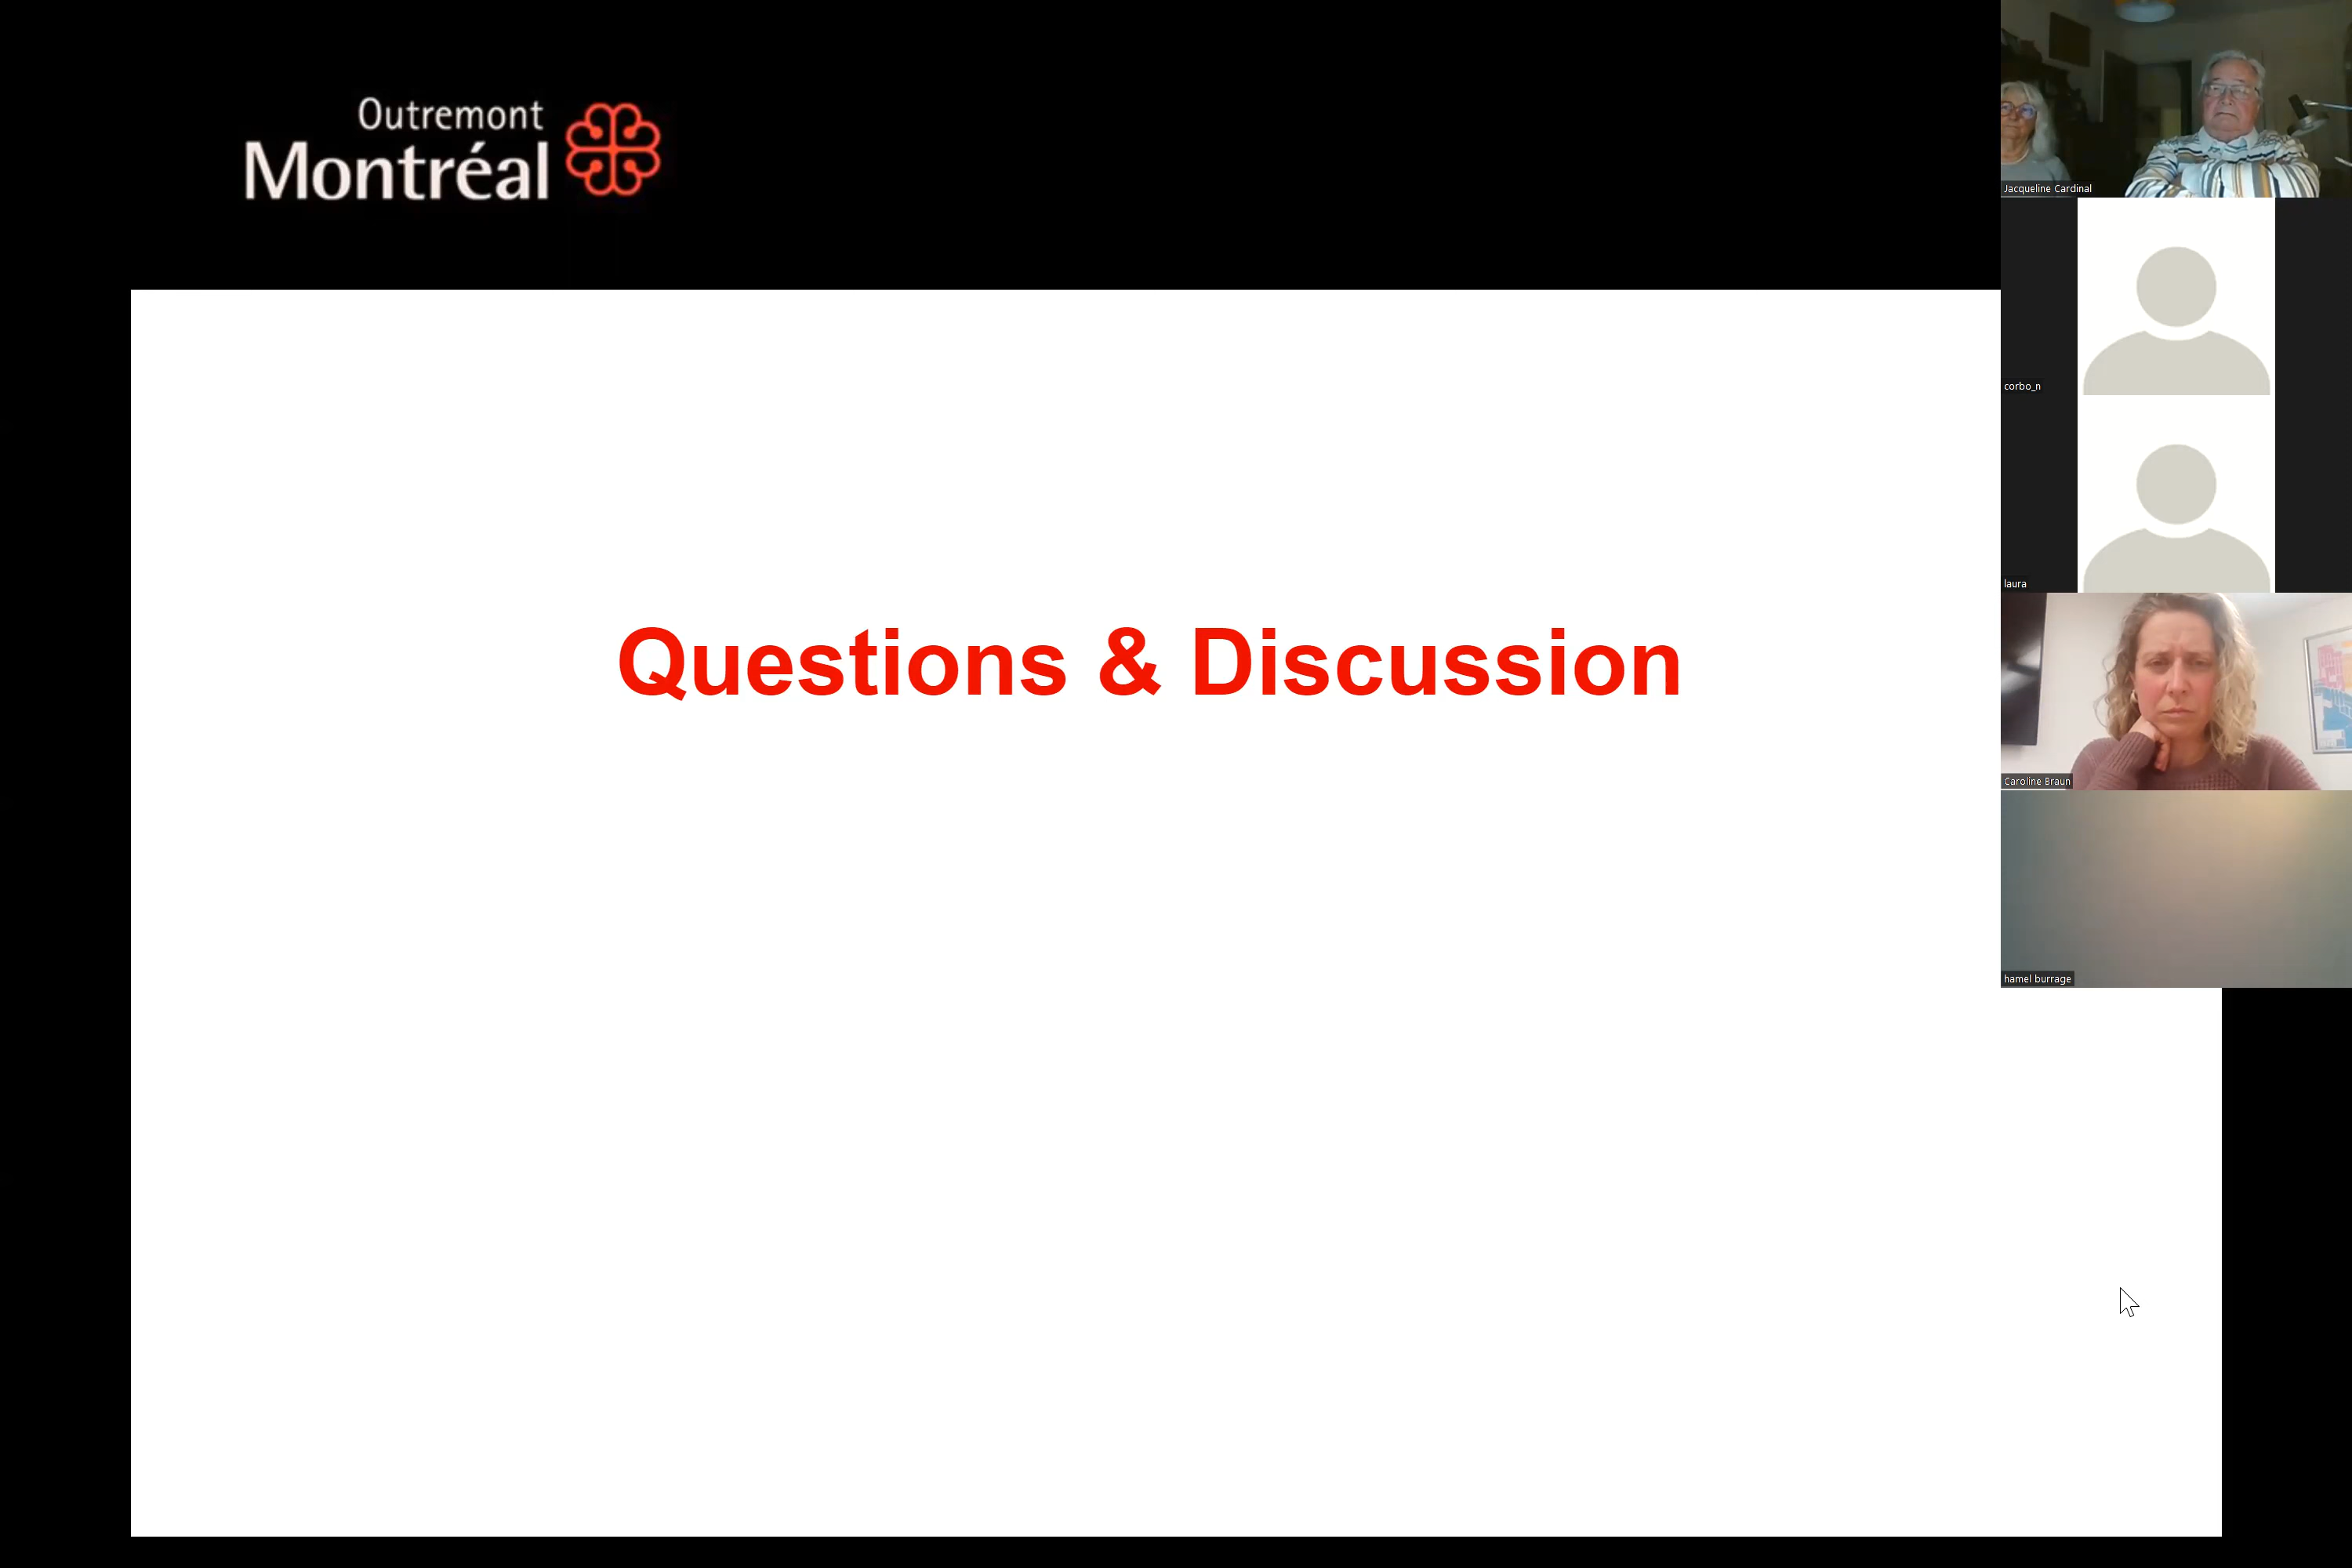 Outremont
Montréal
Questions & Discussion
Jacqueline Cardinal
corbo_n
laura
Caroline Braun
hamel burrage